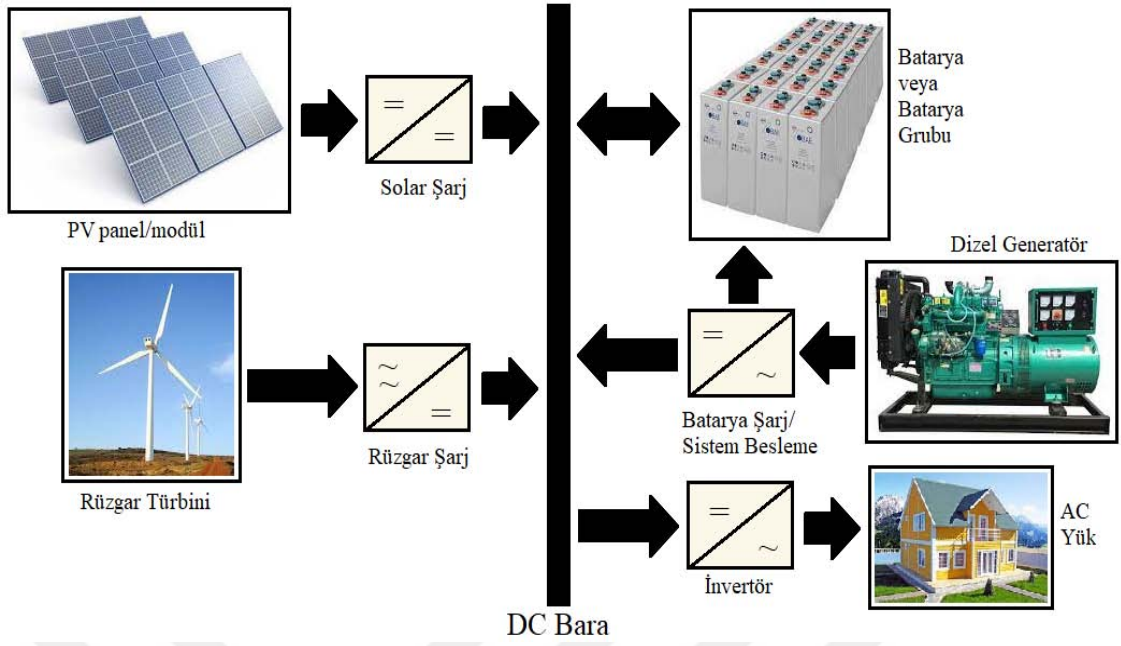 PV panel/modül
Solar Şarj
Batarya
veya
Batarya
Grubu
Dizel Generatör
Rüzgar Türbini
Rüzgar Şarj
Batarya Şarj/
Sistem Besleme
İnvertör
AC
Yük
DC Bara